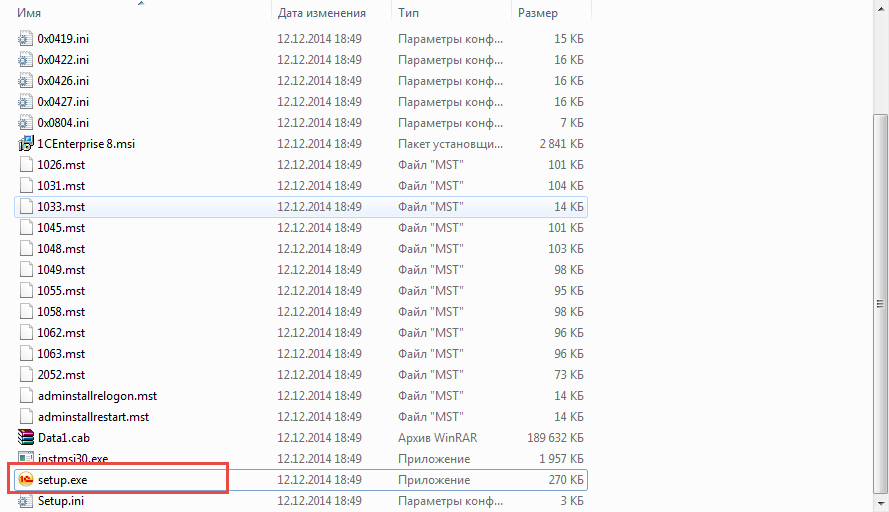 Имя Дата изменения Тип Размер
0x0419.ini 12.12.2014 18:49 Параметры конф... 15 КБ
0x0422.ini 12.12.2014 18:49 Параметры конф... 16 КБ
0x0426.ini 12.12.2014 18:49 Параметры конф... 16 КБ
0x0427.ini 12.12.2014 18:49 Параметры конф... 16 КБ
0x0804.ini 12.12.2014 18:49 Параметры конф... 7 КБ
1CEnterprise 8.msi 12.12.2014 18:49 Пакет установщи... 2 841 КБ
1026.mst 12.12.2014 18:49 Файл "MST" 101 КБ
1031.mst 12.12.2014 18:49 Файл "MST" 104 КБ
1033.mst 12.12.2014 18:49 Файл "MST" 14 КБ
1045.mst 12.12.2014 18:49 Файл "MST" 101 КБ
1048.mst 12.12.2014 18:49 Файл "MST" 103 КБ
1049.mst 12.12.2014 18:49 Файл "MST" 98 КБ
1055.mst 12.12.2014 18:49 Файл "MST" 95 КБ
1058.mst 12.12.2014 18:49 Файл "MST" 98 КБ
1062.mst 12.12.2014 18:49 Файл "MST" 96 КБ
1063.mst 12.12.2014 18:49 Файл "MST" 96 КБ
2052.mst 12.12.2014 18:49 Файл "MST" 73 КБ
adminstallrelogon.mst 12.12.2014 18:49 Файл "MST" 14 КБ
adminstallrestart.mst 12.12.2014 18:49 Файл "MST" 14 КБ
Data1.cab 12.12.2014 18:49 Архив WinRAR 189 632 КБ
instmsi30.exe 12.12.2014 18:49 Приложение 1 957 КБ
setup.exe 12.12.2014 18:49 Приложение 270 КБ
Setup.ini 12.12.2014 18:49 Параметры конф... 3 КБ